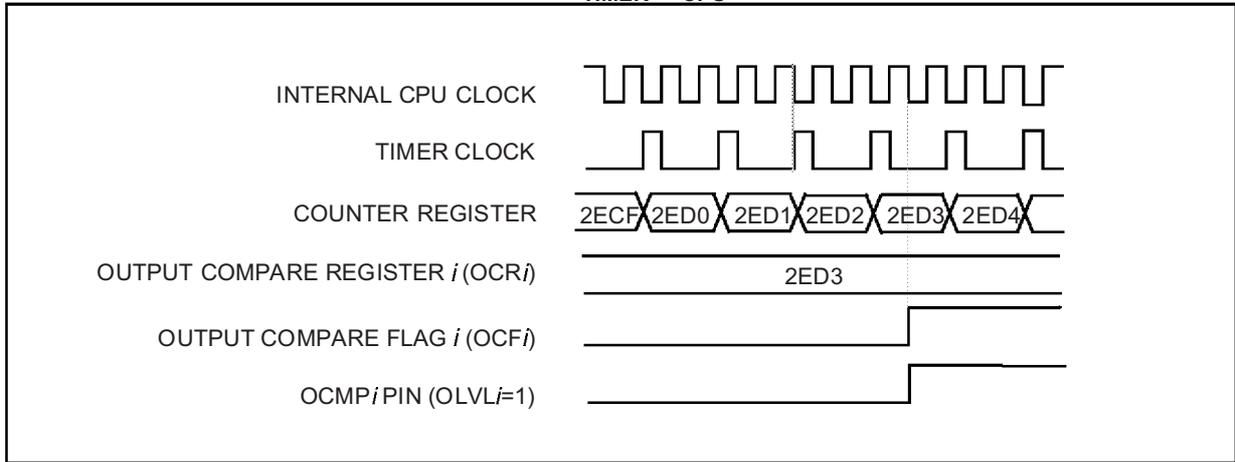 INTERNAL CPU CLOCK
TIMER CLOCK
COUNTER REGISTER 2ECF 2ED0 2ED1 2ED2 2ED3 2ED4
OUTPUT COMPARE REGISTER i (OCRi) 2ED3
OUTPUT COMPARE FLAG i (OCFi)
OCMPi PIN (OLVLi=1)